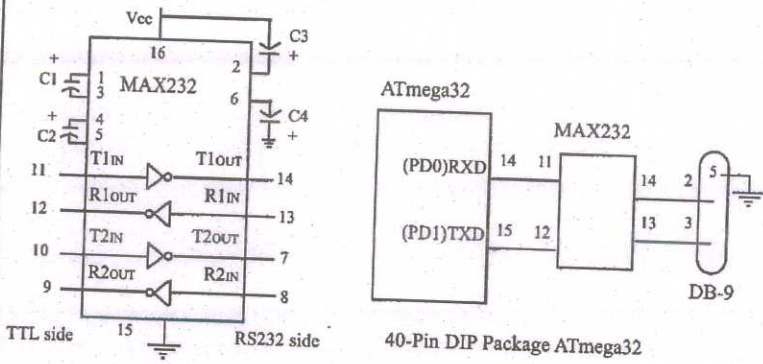 Vcc
C3
+
16
2
+
C1
1
3
MAX232
6
C4
+
+
C2
4
5
11
T1IN
T1OUT
14
12
R1OUT
R1IN
13
10
T2IN
T2OUT
7
9
R2OUT
R2IN
8
TTL side
15
RS232 side
ATmega32
MAX232
(PD0)RXD
14
11
14
2
5
(PD1)TXD
15
12
13
3
DB-9
40-Pin DIP Package ATmega32